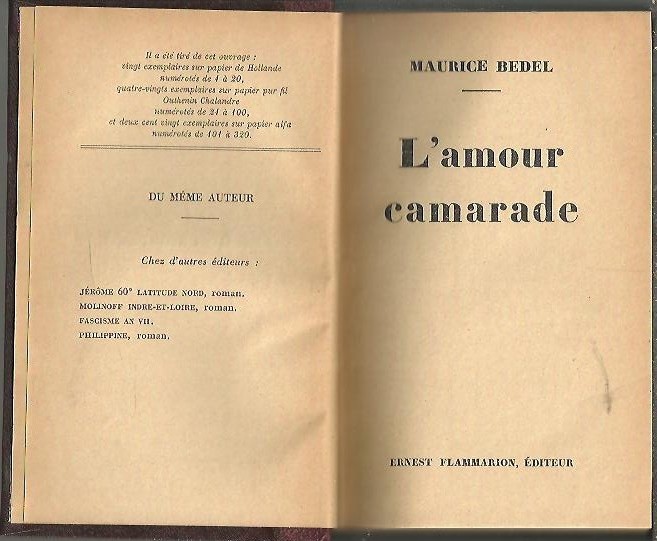 Il a été tiré de cet ouvrage :
vingt exemplaires sur papier de Hollande
numérotés de 1 à 20,
quatre-vingts exemplaires sur papier pur fil
Outhenin Chalandre
numérotés de 21 à 100,
et deux cent vingt exemplaires sur papier alfa
numérotés de 101 à 320.
DU MÊME AUTEUR
Chez d'autres éditeurs :
JÉRÔME 60° LATITUDE NORD, roman.
MOLINOFF INDRE-ET-LOIRE, roman.
FASCISME AN VII.
PHILIPPINE, roman.
MAURICE BEDEL
L'amour
camarade
ERNEST FLAMMARION, ÉDITEUR